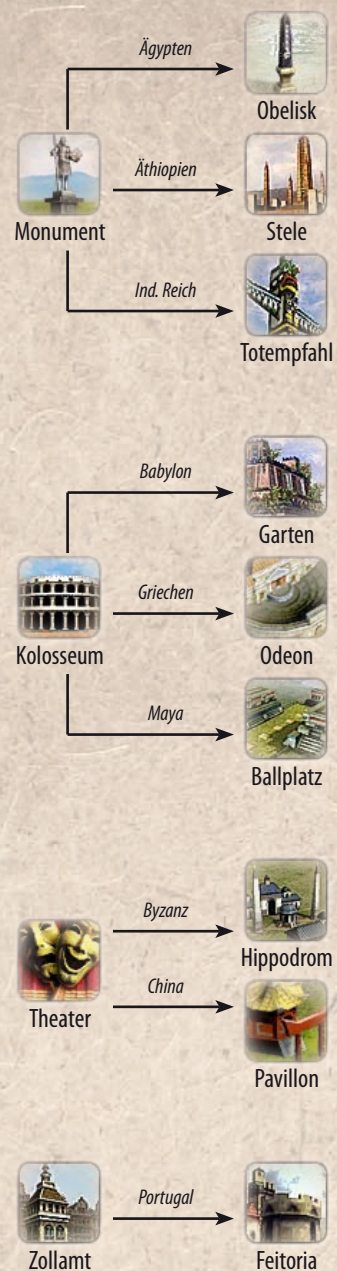 Ägypten
Obelisk
Monument
Äthiopien
Stele
Ind. Reich
Totempfahl
Babylon
Garten
Kolosseum
Griechen
Odeon
Maya
Ballplatz
Theater
Byzanz
Hippodrom
China
Pavillon
Zollamt
Portugal
Feitoria